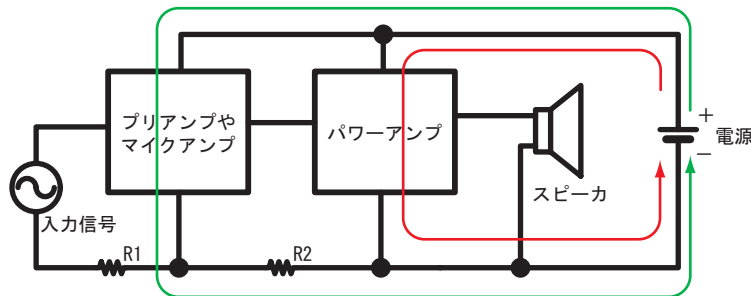 プリアンプや
マイクアンプ
パワーアンプ
+
電源
−
スピーカ
入力信号
R1
R2